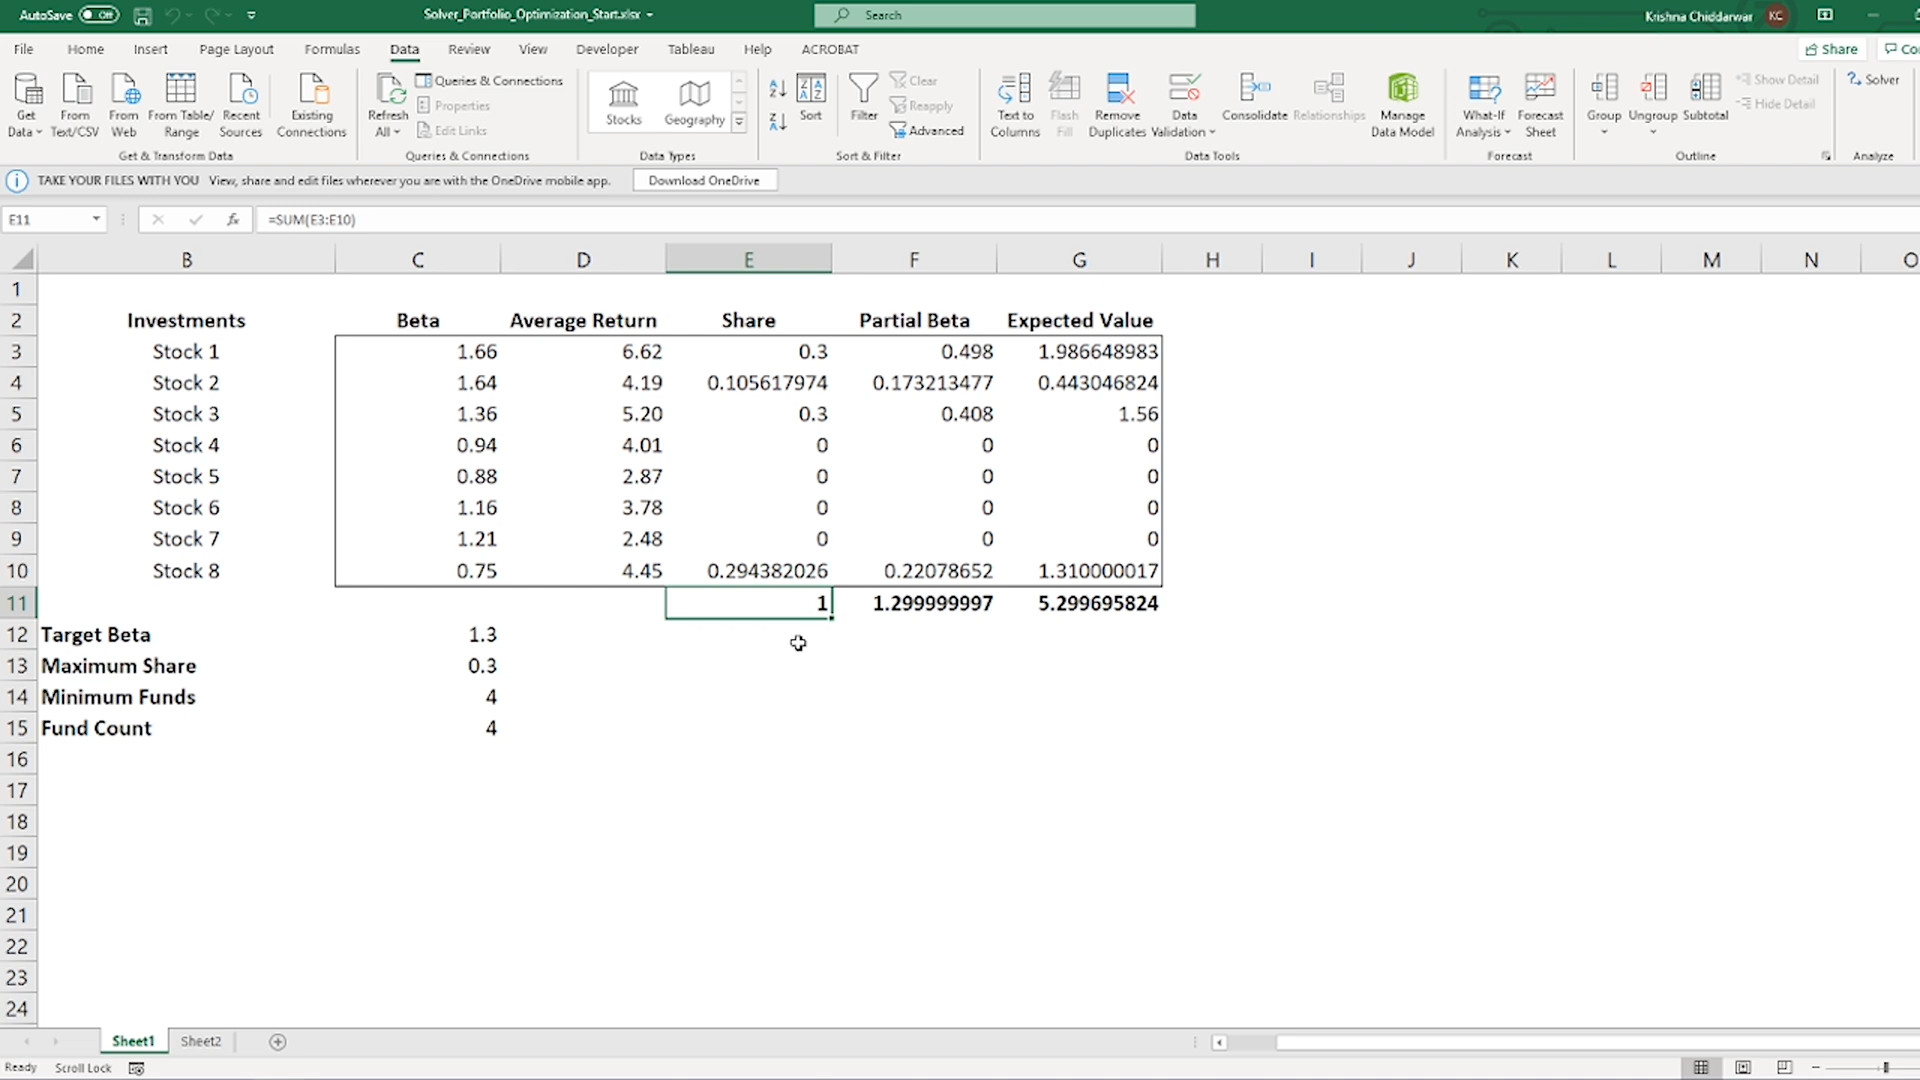 AutoSave Off Solver_Portfolio_Optimization_Start.xlsx Search Krishna Chiddarwar KC
File Home Insert Page Layout Formulas Data Review View Developer Tableau Help ACROBAT Share
Get Data From Text/CSV From Web From Table/Range Recent Sources Existing Connections
Get & Transform Data
Refresh All Queries & Connections Properties Edit Links
Queries & Connections
Stocks Geography
Data Types
Sort Filter Clear Reapply Advanced
Sort & Filter
Text to Columns Flash Fill Remove Duplicates Data Validation Consolidate Relationships Manage Data Model
Data Tools
What-If Analysis Forecast Sheet
Forecast
Group Ungroup Subtotal Show Detail Hide Detail
Outline
Solver
Analyze
TAKE YOUR FILES WITH YOU View, share and edit files wherever you are with the OneDrive mobile app. Download OneDrive
E11 fx =SUM(E3:E10)
B C D E F G H I J K L M N O
1
2 Investments Beta Average Return Share Partial Beta Expected Value
3 Stock 1 1.66 6.62 0.3 0.498 1.986648983
4 Stock 2 1.64 4.19 0.105617974 0.173213477 0.443046824
5 Stock 3 1.36 5.20 0.3 0.408 1.56
6 Stock 4 0.94 4.01 0 0 0
7 Stock 5 0.88 2.87 0 0 0
8 Stock 6 1.16 3.78 0 0 0
9 Stock 7 1.21 2.48 0 0 0
10 Stock 8 0.75 4.45 0.294382026 0.22078652 1.310000017
11 1 1.299999997 5.299695824
12 Target Beta 1.3
13 Maximum Share 0.3
14 Minimum Funds 4
15 Fund Count 4
16
17
18
19
20
21
22
23
24
Sheet1 Sheet2
Ready Scroll Lock